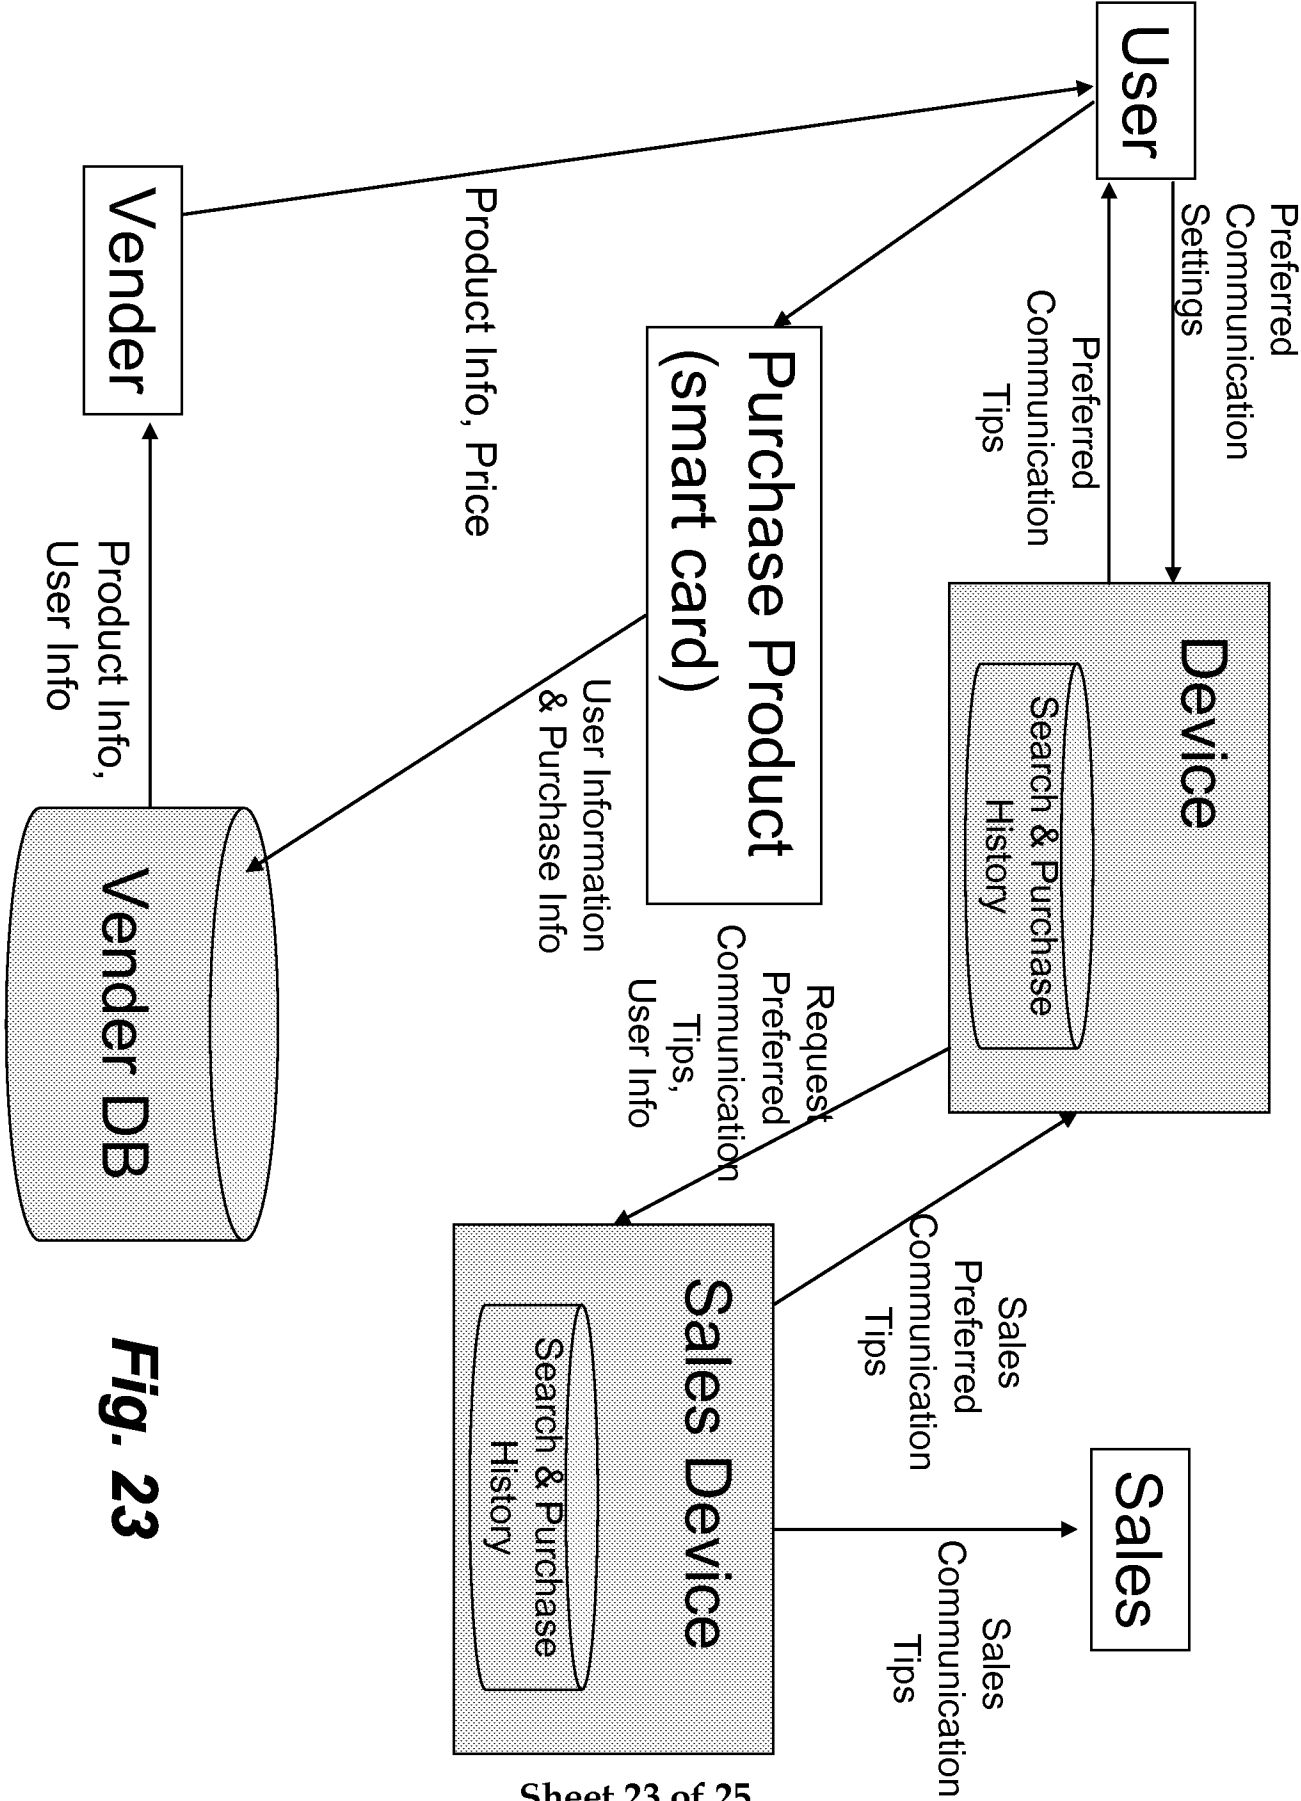 User
Preferred
Communication
Settings
Preferred
Communication
Tips
Device
Search & Purchase
History
Purchase Product
(smart card)
Product Info, Price
Vender
Product Info,
User Info
User Information
& Purchase Info
Vender DB
Request
Preferred
Communication
Tips,
User Info
Sales
Preferred
Communication
Tips
Sales Device
Search & Purchase
History
Sales
Sales
Communication
Tips
Fig. 23
Sheet 23 of 25